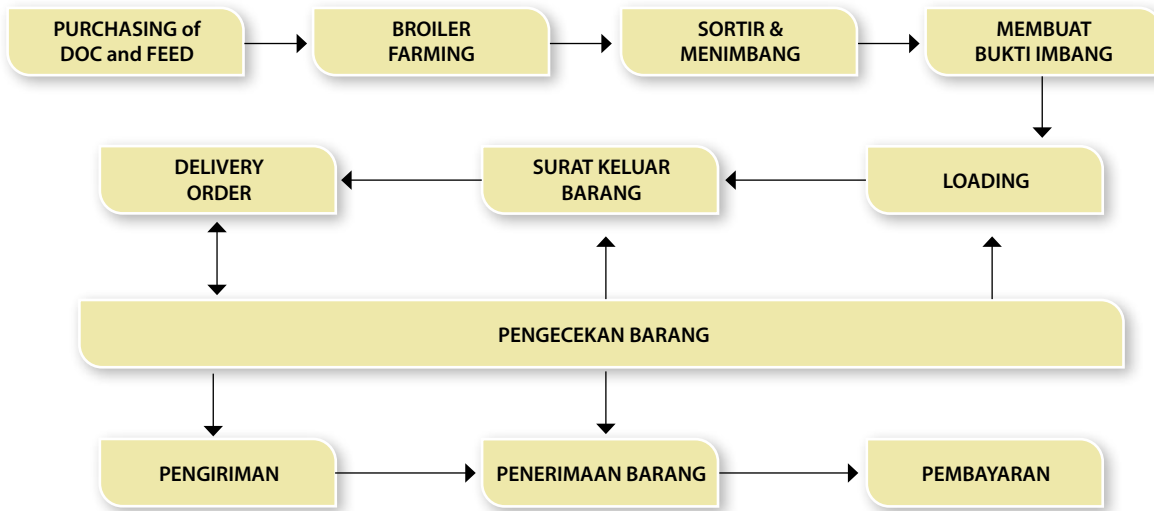 PURCHASING of
DOC and FEED
BROILER
FARMING
SORTIR &
MENIMBANG
MEMBUAT
BUKTI IMBANG
DELIVERY
ORDER
SURAT KELUAR
BARANG
LOADING
PENGECEKAN BARANG
PENGIRIMAN
PENERIMAAN BARANG
PEMBAYARAN